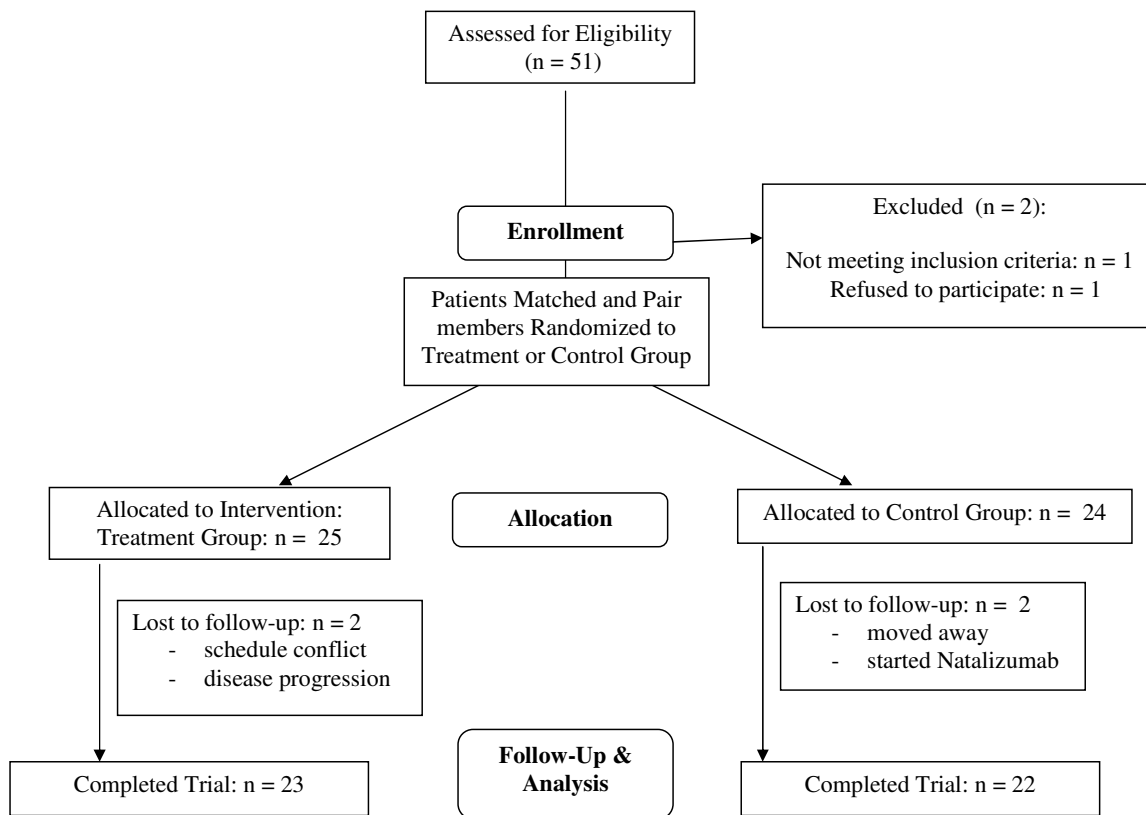 Assessed for Eligibility
(n = 51)
Enrollment
Excluded (n = 2):
Not meeting inclusion criteria: n = 1
Refused to participate: n = 1
Patients Matched and Pair
members Randomized to
Treatment or Control Group
Allocated to Intervention:
Treatment Group: n = 25
Allocation
Allocated to Control Group: n = 24
Lost to follow-up: n = 2
- schedule conflict
- disease progression
Lost to follow-up: n = 2
- moved away
- started Natalizumab
Follow-Up &
Analysis
Completed Trial: n = 23
Completed Trial: n = 22